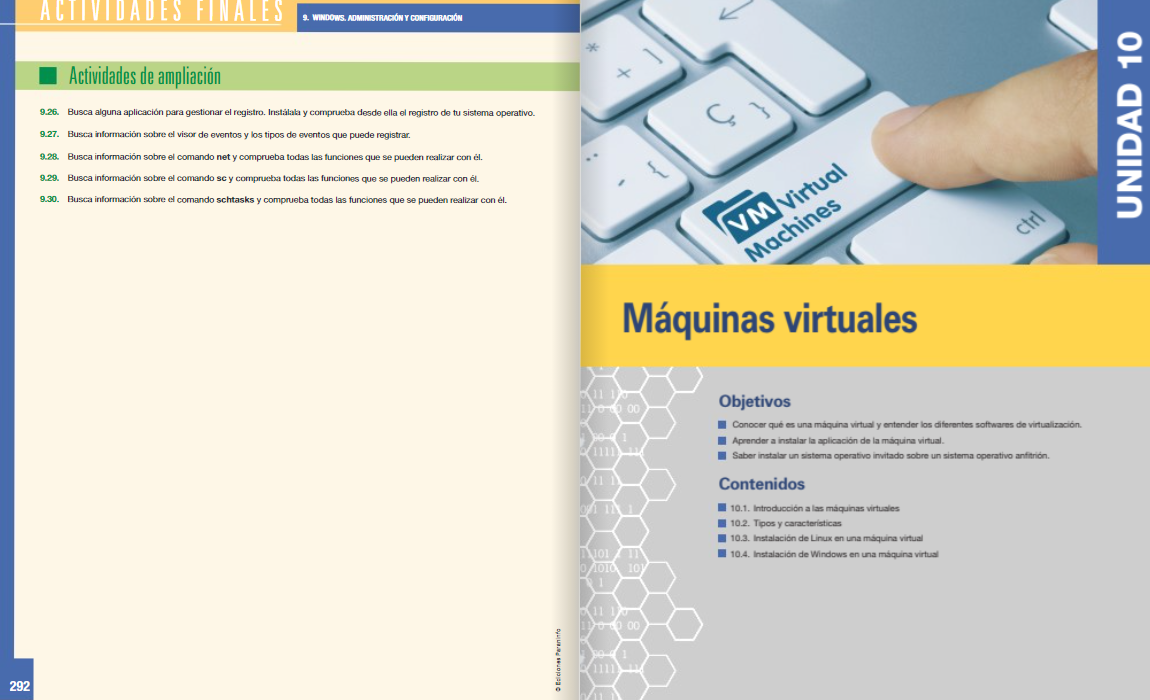 ACTIVIDADES FINALES
9. WINDOWS. ADMINISTRACIÓN Y CONFIGURACIÓN
Actividades de ampliación
9.26. Busca alguna aplicación para gestionar el registro. Instálala y comprueba desde ella el registro de tu sistema operativo.
9.27. Busca información sobre el visor de eventos y los tipos de eventos que puede registrar.
9.28. Busca información sobre el comando net y comprueba todas las funciones que se pueden realizar con él.
9.29. Busca información sobre el comando sc y comprueba todas las funciones que se pueden realizar con él.
9.30. Busca información sobre el comando schtasks y comprueba todas las funciones que se pueden realizar con él.
© Ediciones Paraninfo
292
UNIDAD 10
Ç
VM Virtual
Machines
ctrl
Máquinas virtuales
Objetivos
Conocer qué es una máquina virtual y entender los diferentes softwares de virtualización.
Aprender a instalar la aplicación de la máquina virtual.
Saber instalar un sistema operativo invitado sobre un sistema operativo anfitrión.
Contenidos
10.1. Introducción a las máquinas virtuales
10.2. Tipos y características
10.3. Instalación de Linux en una máquina virtual
10.4. Instalación de Windows en una máquina virtual